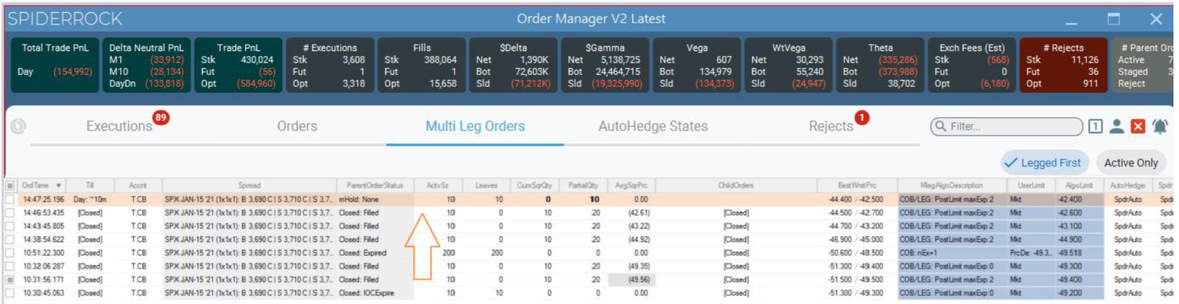 SPIDERROCK
Order Manager V2 Latest
Total Trade PnL
Day (154,992)
Delta Neutral PnL
M1 (33,912)
M10 (28,134)
DayDn (133,818)
Trade PnL
Stk 430,024
Fut (56)
Opt (584,960)
# Executions
Stk 3,608
Fut 1
Opt 3,318
Fills
Stk 388,064
Fut 1
Opt 15,658
$Delta
Net 1,390K
Bot 72,603K
Sld (71,212K)
$Gamma
Net 5,138,725
Bot 24,464,715
Sld (19,325,990)
Vega
Net 607
Bot 134,979
Sld (134,373)
WtVega
Net 30,293
Bot 55,240
Sld (24,947)
Theta
Net (335,286)
Bot (373,988)
Sld 38,702
Exch Fees (Est)
Stk (568)
Fut 0
Opt (6,180)
# Rejects
Stk 11,126
Fut 36
Opt 911
# Parent Ord
Active 7
Staged 3
Reject
Executions 89 Orders Multi Leg Orders AutoHedge States Rejects 1 Filter... 1
Legged First Active Only
OrdTime Till Accnt Spread ParentOrderStatus ActvSz Leaves CumSqrQty PartialQty AvgSqrPrc ChildOrders BestWrstPrc MlegAlgoDescription UserLimit AlgoLimit AutoHedge Spdr
14:47:25.196 Day: ~10m T.CB SPX JAN-15 '21 (1x1x1): B 3,690 C | S 3,710 C | S 3,7.. mHold: None 10 10 0 10 0.00 -44.400 / -42.500 COB/LEG: PostLimit maxExp:2 Mkt -42.400 SpdrAuto Spd
14:46:53.435 [Closed] T.CB SPX JAN-15 '21 (1x1x1): B 3,690 C | S 3,710 C | S 3,7.. Closed: Filled 10 0 10 20 (42.61) [Closed] -44.500 / -42.700 COB/LEG: PostLimit maxExp:2 Mkt -42.600 SpdrAuto Spd
14:43:45.805 [Closed] T.CB SPX JAN-15 '21 (1x1x1): B 3,690 C | S 3,710 C | S 3,7.. Closed: Filled 10 0 10 20 (43.22) [Closed] -44.700 / -43.200 COB/LEG: PostLimit maxExp:2 Mkt -43.100 SpdrAuto Spd
14:38:54.622 [Closed] T.CB SPX JAN-15 '21 (1x1x1): B 3,690 C | S 3,710 C | S 3,7.. Closed: Filled 10 0 10 20 (44.92) [Closed] -46.900 / -45.000 COB/LEG: PostLimit maxExp:2 Mkt -44.900 SpdrAuto Spd
10:51:22.300 [Closed] T.CB SPX JAN-15 '21 (1x1x1): B 3,690 C | S 3,710 C | S 3,7.. Closed: Expired 200 200 0 0 0.00 [Closed] -50.600 / -48.500 COB: nEx+1 PrcDe: -49.3... -49.518 SpdrAuto Spd
10:32:06.287 [Closed] T.CB SPX JAN-15 '21 (1x1x1): B 3,690 C | S 3,710 C | S 3,7.. Closed: Filled 10 0 10 20 (49.35) [Closed] -51.300 / -49.400 COB/LEG: PostLimit maxExp:0 Mkt -49.300 SpdrAuto Spd
10:31:56.171 [Closed] T.CB SPX JAN-15 '21 (1x1x1): B 3,690 C | S 3,710 C | S 3,7.. Closed: Filled 10 0 10 20 (49.56) [Closed] -51.500 / -49.500 COB/LEG: PostLimit maxExp:0 Mkt -49.400 SpdrAuto Spd
10:30:45.063 [Closed] T.CB SPX JAN-15 '21 (1x1x1): B 3,690 C | S 3,710 C | S 3,7.. Closed: IOCExpire 10 10 0 0 0.00 [Closed] -51.300 / -49.300 COB/LEG: PostLimit maxExp:0 Mkt -49.200 SpdrAuto Spd